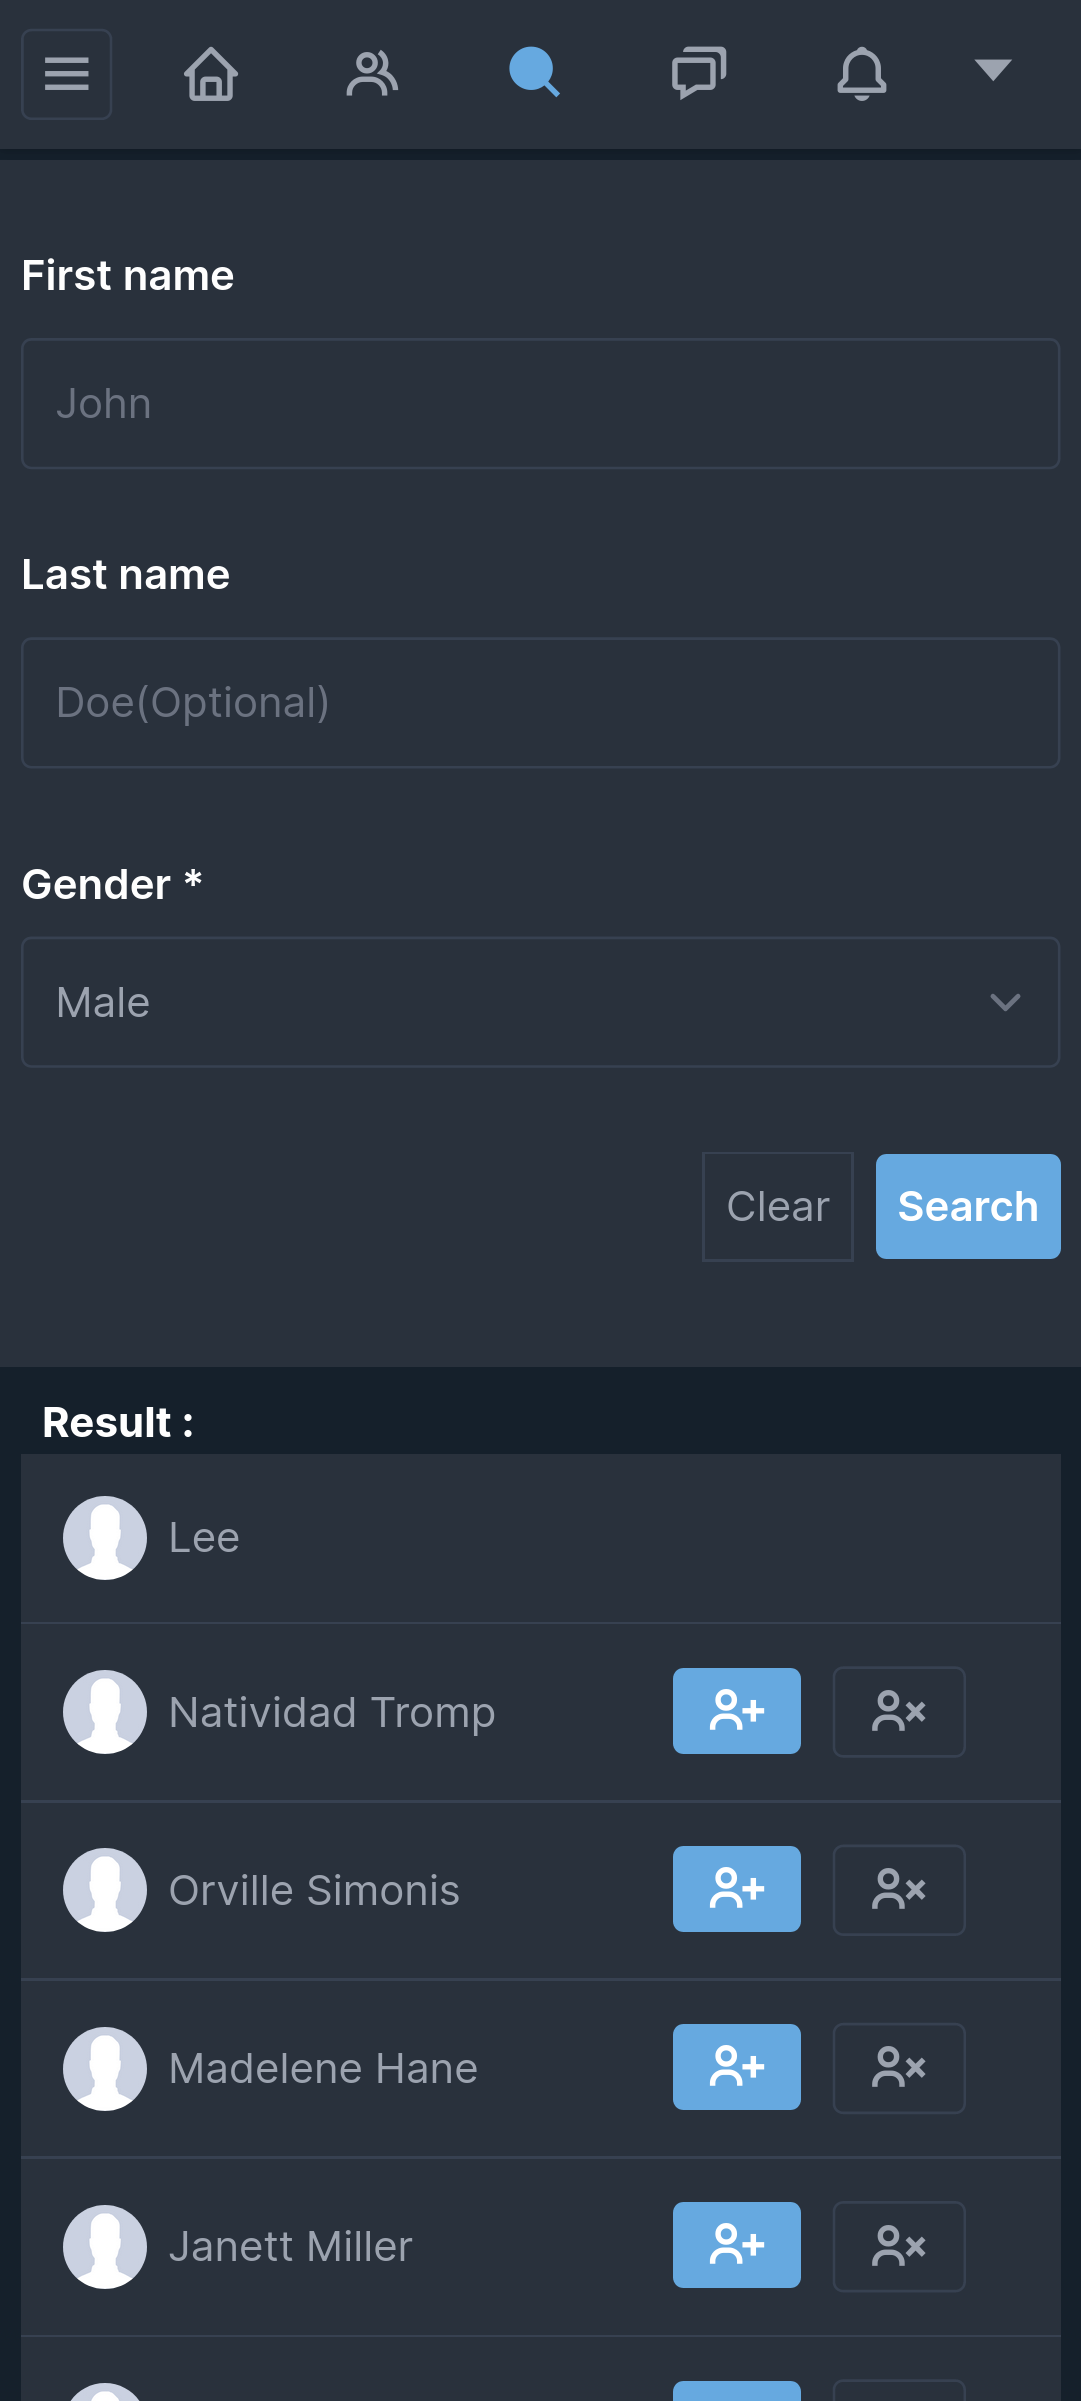 First name
John
Last name
Doe(Optional)
Gender *
Male
Clear
Search
Result :
Lee
Natividad Tromp
Orville Simonis
Madelene Hane
Janett Miller